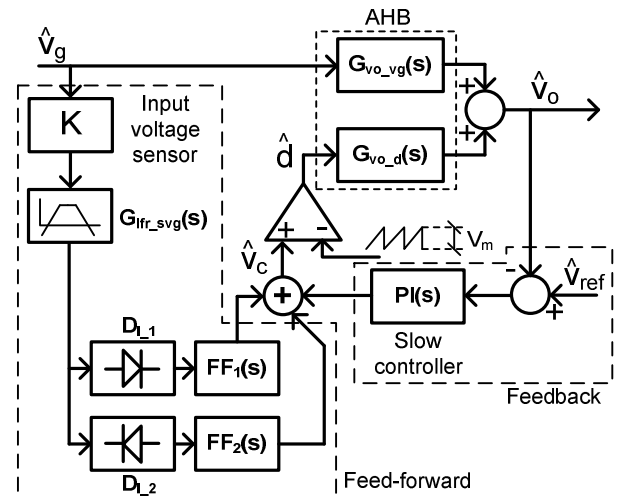 AHB
v̂g
Gvo_vg(s)
Input
voltage
sensor
K
v̂o
d̂
Gvo_d(s)
+
+
Glfr_svg(s)
+
-
Vm
v̂c
-
v̂ref
+
PI(s)
+
+
Slow
controller
Feedback
DI_1
FF1(s)
FF2(s)
DI_2
Feed-forward